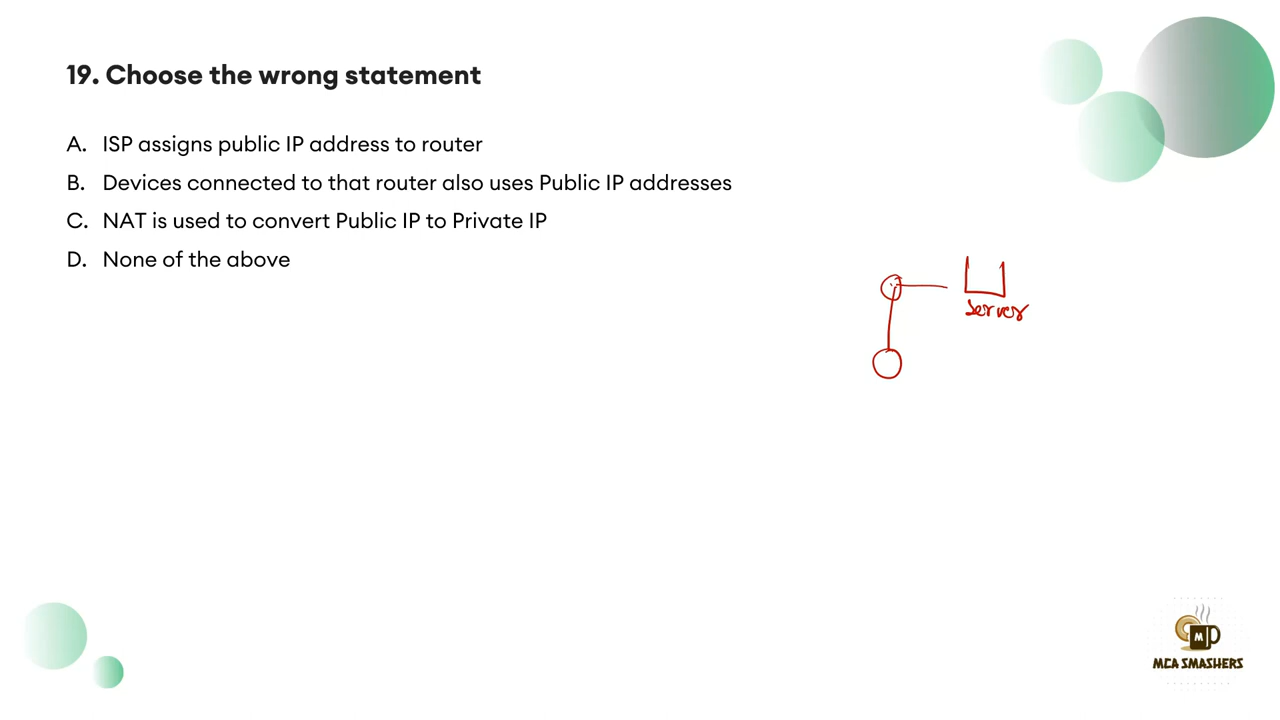 19. Choose the wrong statement
A. ISP assigns public IP address to router
B. Devices connected to that router also uses Public IP addresses
C. NAT is used to convert Public IP to Private IP
D. None of the above
Server
M
MCA SMASHERS